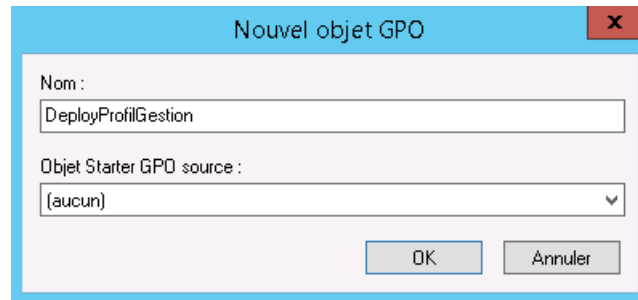 Nouvel objet GPO
x
Nom :
DeployProfilGestion
Objet Starter GPO source :
(aucun)
OK Annuler